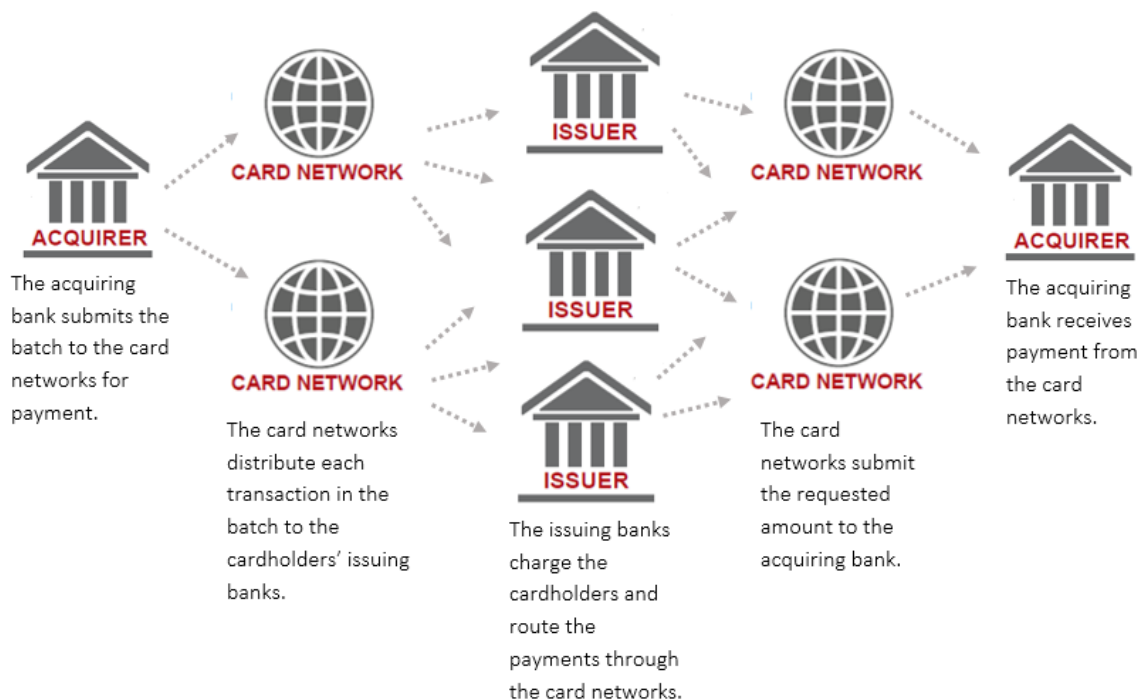 ACQUIRER
The acquiring
bank submits the
batch to the card
networks for
payment.
CARD NETWORK
CARD NETWORK
The card networks
distribute each
transaction in the
batch to the
cardholders’ issuing
banks.
ISSUER
ISSUER
ISSUER
The issuing banks
charge the
cardholders and
route the
payments through
the card networks.
CARD NETWORK
CARD NETWORK
The card
networks submit
the requested
amount to the
acquiring bank.
ACQUIRER
The acquiring
bank receives
payment from
the card
networks.